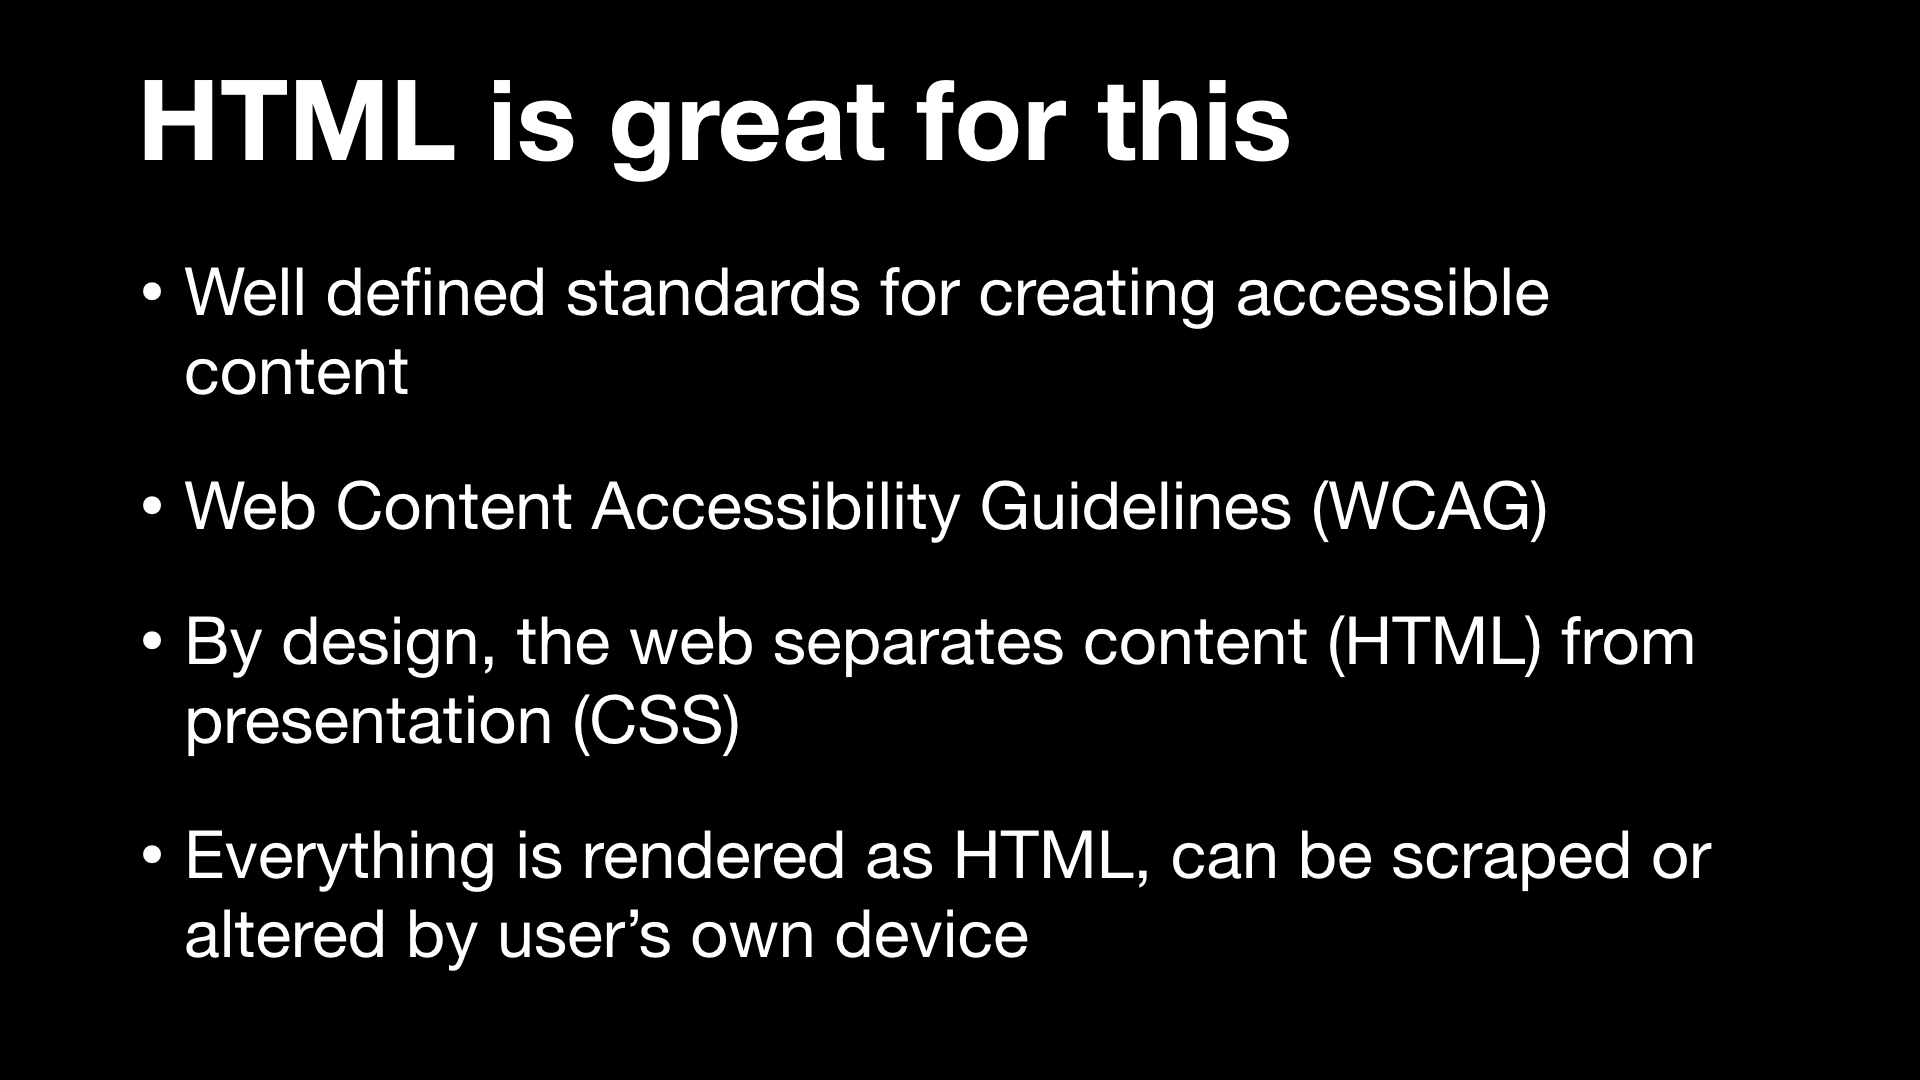 HTML is great for this
• Well defined standards for creating accessible
content
• Web Content Accessibility Guidelines (WCAG)
• By design, the web separates content (HTML) from
presentation (CSS)
• Everything is rendered as HTML, can be scraped or
altered by user’s own device